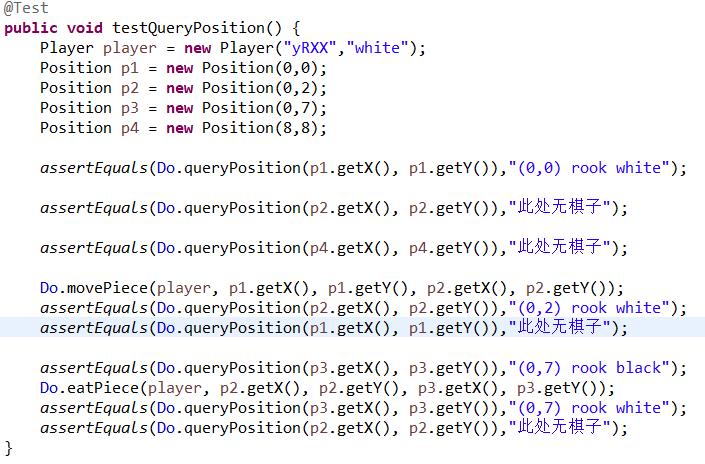 @Test
public void testQueryPosition() {
    Player player = new Player("yRXX","white");
    Position p1 = new Position(0,0);
    Position p2 = new Position(0,2);
    Position p3 = new Position(0,7);
    Position p4 = new Position(8,8);
    assertEquals(Do.queryPosition(p1.getX(), p1.getY()),"(0,0) rook white");
    assertEquals(Do.queryPosition(p2.getX(), p2.getY()),"此处无棋子");
    assertEquals(Do.queryPosition(p4.getX(), p4.getY()),"此处无棋子");
    Do.movePiece(player, p1.getX(), p1.getY(), p2.getX(), p2.getY());
    assertEquals(Do.queryPosition(p2.getX(), p2.getY()),"(0,2) rook white");
    assertEquals(Do.queryPosition(p1.getX(), p1.getY()),"此处无棋子");
    assertEquals(Do.queryPosition(p3.getX(), p3.getY()),"(0,7) rook black");
    Do.eatPiece(player, p2.getX(), p2.getY(), p3.getX(), p3.getY());
    assertEquals(Do.queryPosition(p3.getX(), p3.getY()),"(0,7) rook white");
    assertEquals(Do.queryPosition(p2.getX(), p2.getY()),"此处无棋子");
}